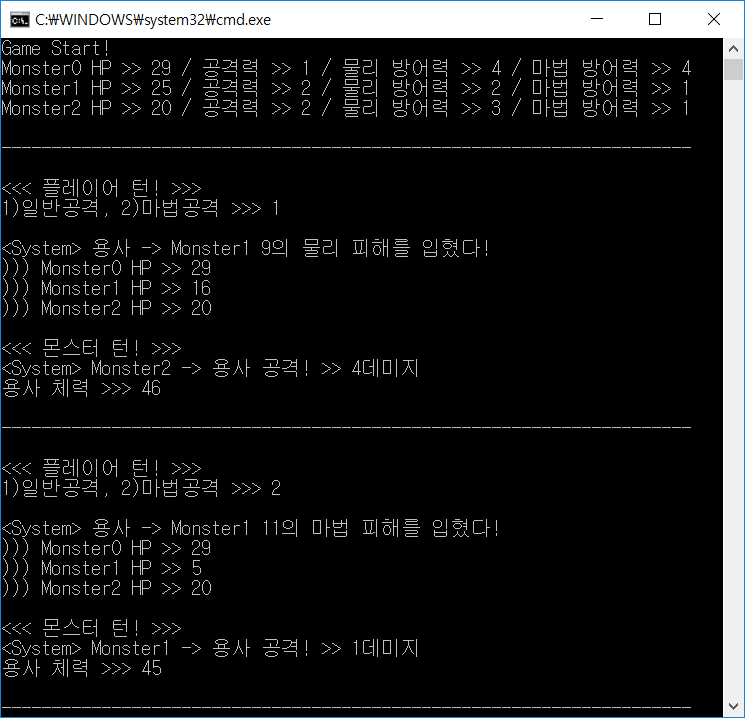 C:₩WINDOWS₩system32₩cmd.exe
Game Start!
Monster0 HP >> 29 / 공격력 >> 1 / 물리 방어력 >> 4 / 마법 방어력 >> 4
Monster1 HP >> 25 / 공격력 >> 2 / 물리 방어력 >> 2 / 마법 방어력 >> 1
Monster2 HP >> 20 / 공격력 >> 2 / 물리 방어력 >> 3 / 마법 방어력 >> 1
---------------------------------------------------------------------
<<< 플레이어 턴! >>>
1)일반공격, 2)마법공격 >>> 1
<System> 용사 -> Monster1 9의 물리 피해를 입혔다!
))) Monster0 HP >> 29
))) Monster1 HP >> 16
))) Monster2 HP >> 20
<<< 몬스터 턴! >>>
<System> Monster2 -> 용사 공격! >> 4데미지
용사 체력 >>> 46
---------------------------------------------------------------------
<<< 플레이어 턴! >>>
1)일반공격, 2)마법공격 >>> 2
<System> 용사 -> Monster1 11의 마법 피해를 입혔다!
))) Monster0 HP >> 29
))) Monster1 HP >> 5
))) Monster2 HP >> 20
<<< 몬스터 턴! >>>
<System> Monster1 -> 용사 공격! >> 1데미지
용사 체력 >>> 45
---------------------------------------------------------------------